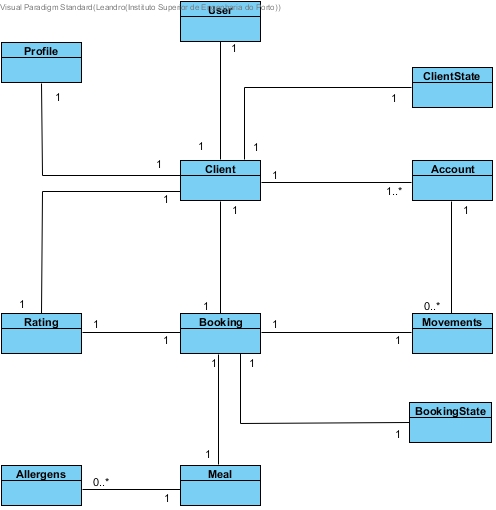 Visual Paradigm Standard(Leandro(Instituto Superior de Engenharia do Porto))
User
Profile
1
ClientState
1
1
1
1
1
1
Client
1
Account
1
1..*
1
1
1
1
0..*
Rating
1
Booking
1
Movements
1
1
1
1
BookingState
1
1
Allergens
0..*
Meal
1